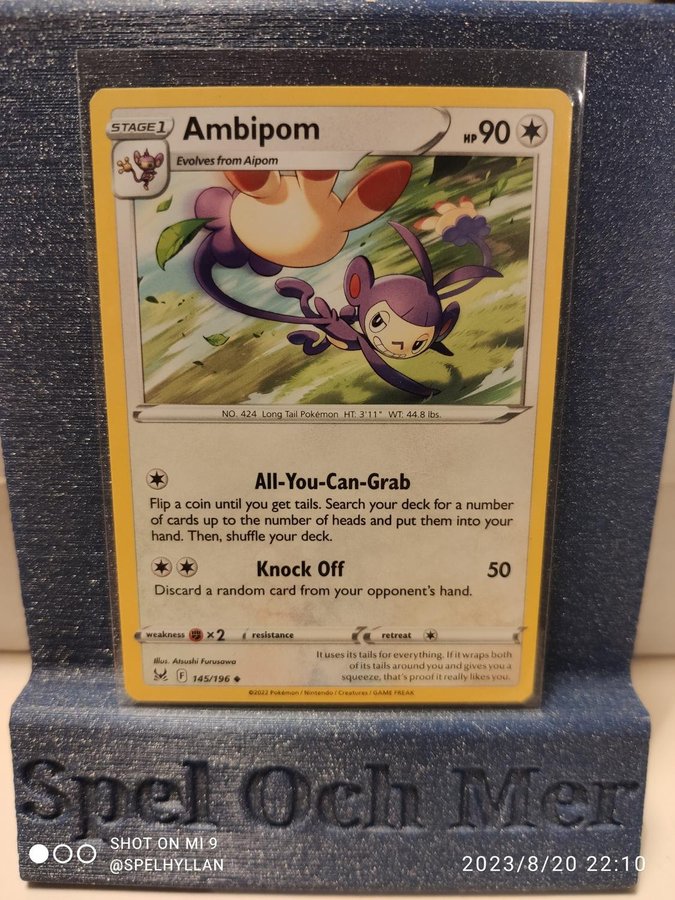 STAGE 1 Ambipom HP 90
Evolves from Aipom
NO. 424 Long Tail Pokémon HT: 3'11" WT: 44.8 lbs.
All-You-Can-Grab
Flip a coin until you get tails. Search your deck for a number
of cards up to the number of heads and put them into your
hand. Then, shuffle your deck.
Knock Off 50
Discard a random card from your opponent's hand.
weakness ×2 resistance retreat
Illus. Atsushi Furusawa
F 145/196
It uses its tails for everything. If it wraps both
of its tails around you and gives you a
squeeze, that's proof it really likes you.
©2022 Pokémon / Nintendo / Creatures / GAME FREAK
Spel Och Mer
SHOT ON MI 9
@SPELHYLLAN
2023/8/20 22:10